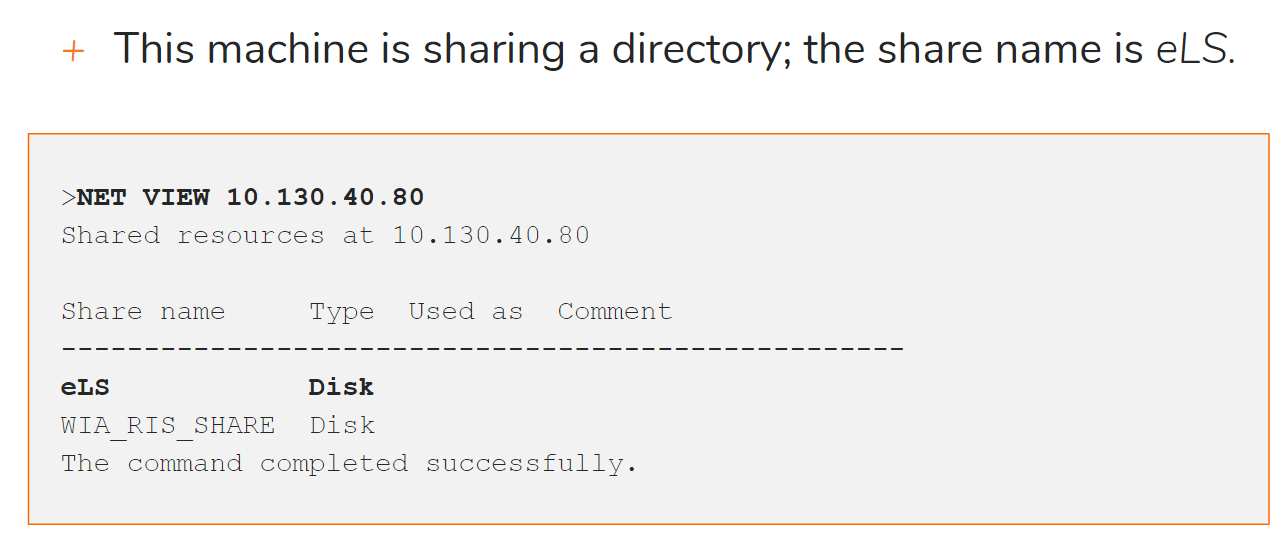 + This machine is sharing a directory; the share name is eLS.
>NET VIEW 10.130.40.80
Shared resources at 10.130.40.80
Share name     Type  Used as  Comment
---------------------------------------------------
eLS            Disk
WIA_RIS_SHARE  Disk
The command completed successfully.